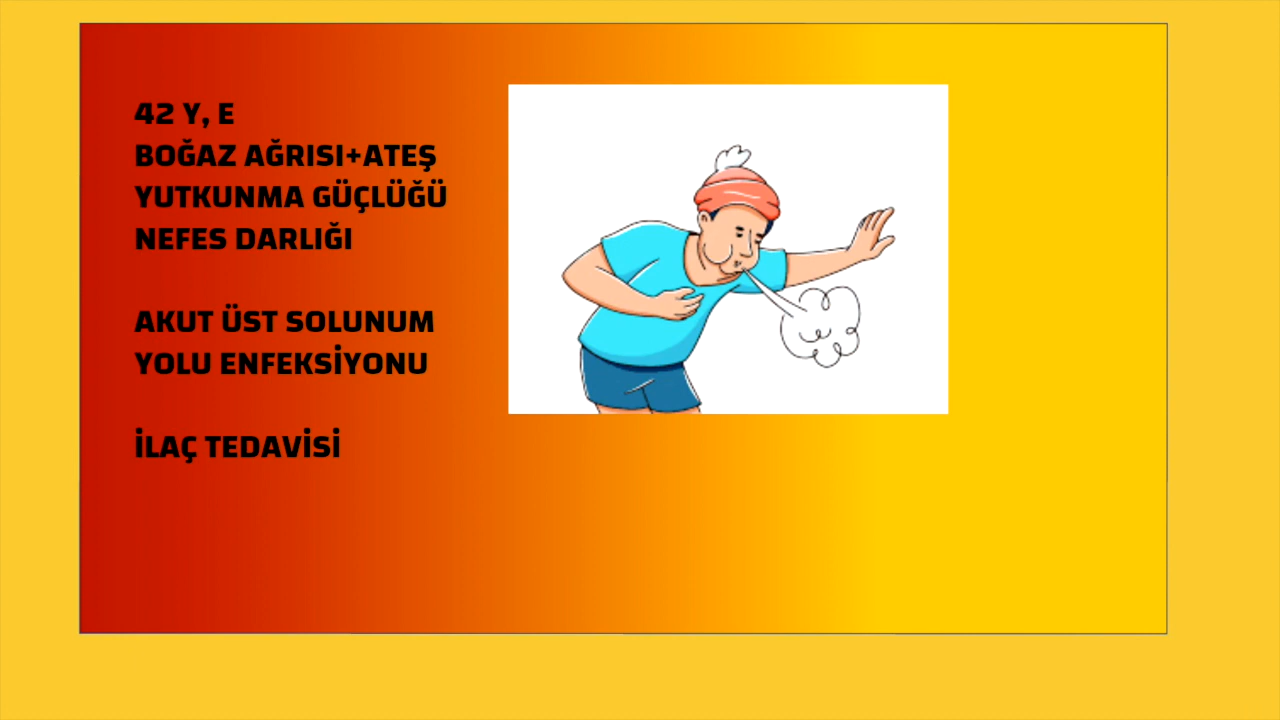 42 Y, E
BOĞAZ AĞRISI+ATEŞ
YUTKUNMA GÜÇLÜĞÜ
NEFES DARLIĞI
AKUT ÜST SOLUNUM
YOLU ENFEKSİYONU
İLAÇ TEDAVİSİ